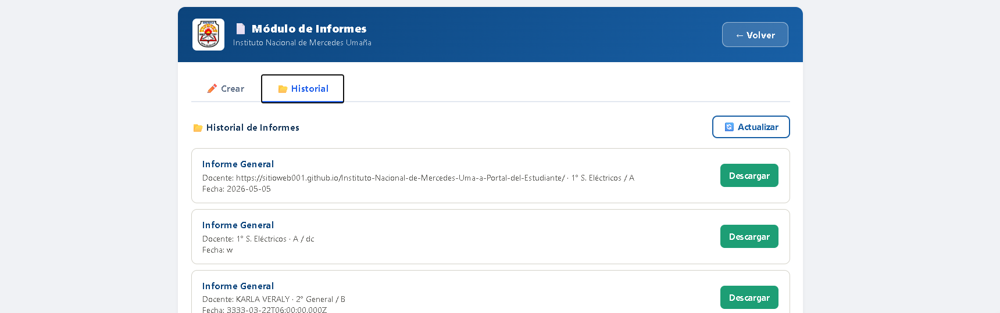 INMU
Módulo de Informes
Instituto Nacional de Mercedes Umaña
← Volver
Crear
Historial
Historial de Informes
Actualizar
Informe General
Docente: https://sitioweb001.github.io/Instituto-Nacional-de-Mercedes-Uma-a-Portal-del-Estudiante/ · 1° S. Eléctricos / A
Fecha: 2026-05-05
Descargar
Informe General
Docente: 1° S. Eléctricos · A / dc
Fecha: w
Descargar
Informe General
Docente: KARLA VERALY · 2° General / B
Fecha: 3333-03-22T06:00:00.000Z
Descargar